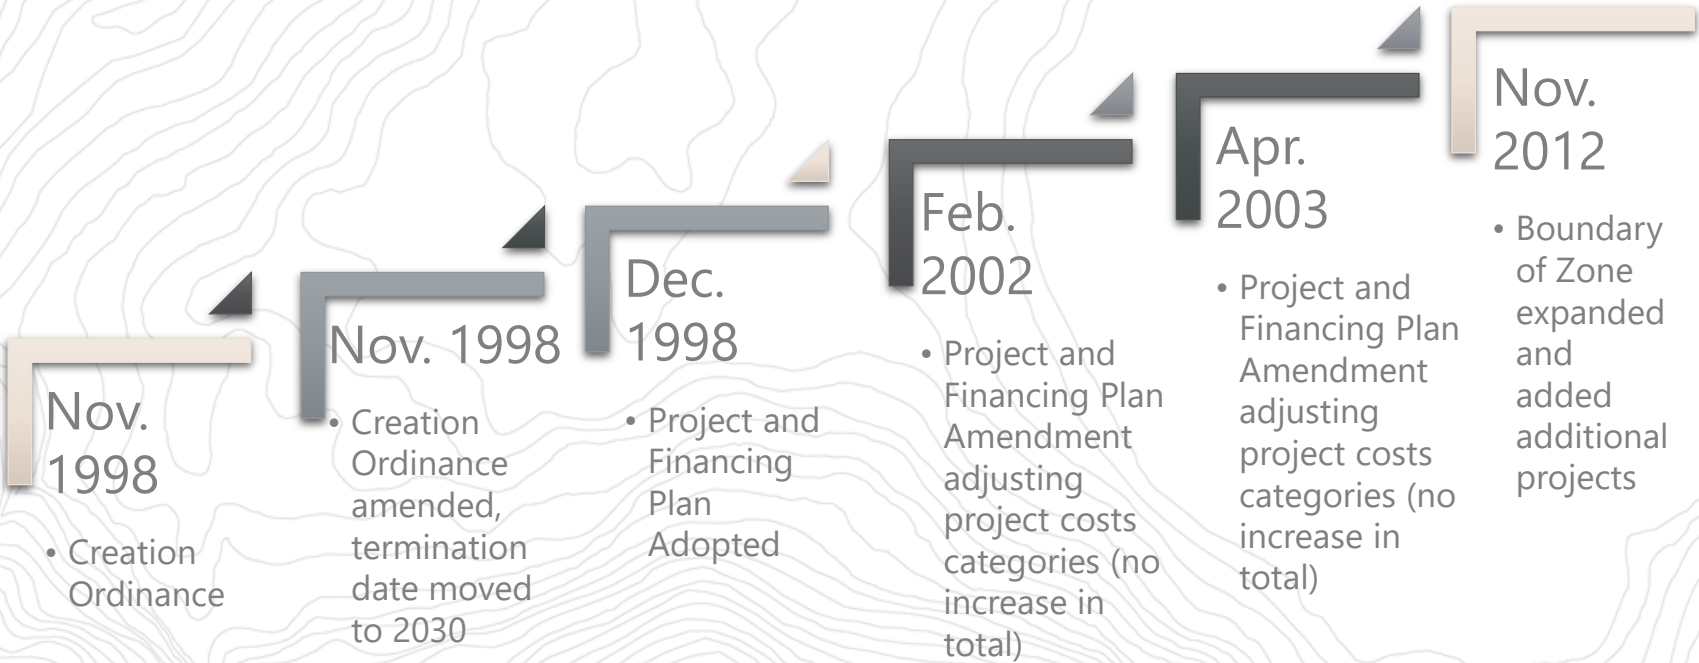 Nov.
1998
• Creation
Ordinance
Nov. 1998
• Creation
Ordinance
amended,
termination
date moved
to 2030
Dec.
1998
• Project and
Financing
Plan
Adopted
Feb.
2002
• Project and
Financing Plan
Amendment
adjusting
project costs
categories (no
increase in
total)
Apr.
2003
• Project and
Financing Plan
Amendment
adjusting
project costs
categories (no
increase in
total)
Nov.
2012
• Boundary
of Zone
expanded
and
added
additional
projects